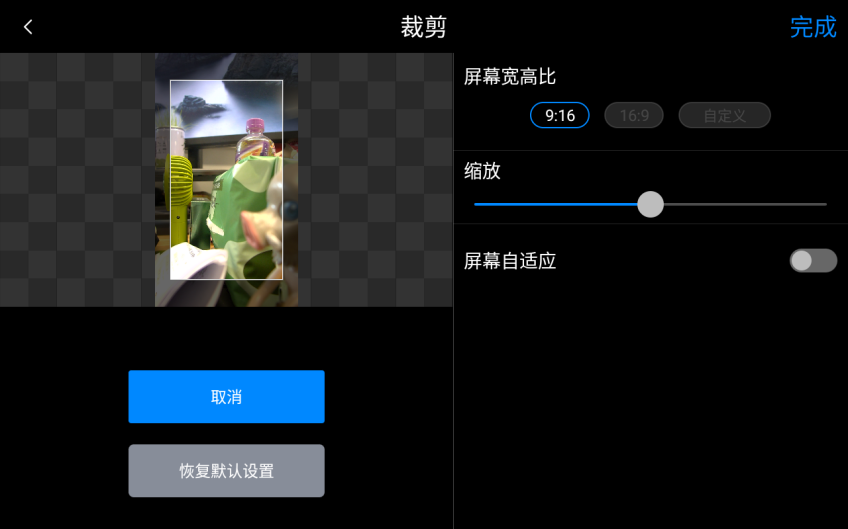 裁剪
完成
屏幕宽高比
9:16
16:9
自定义
缩放
屏幕自适应
取消
恢复默认设置